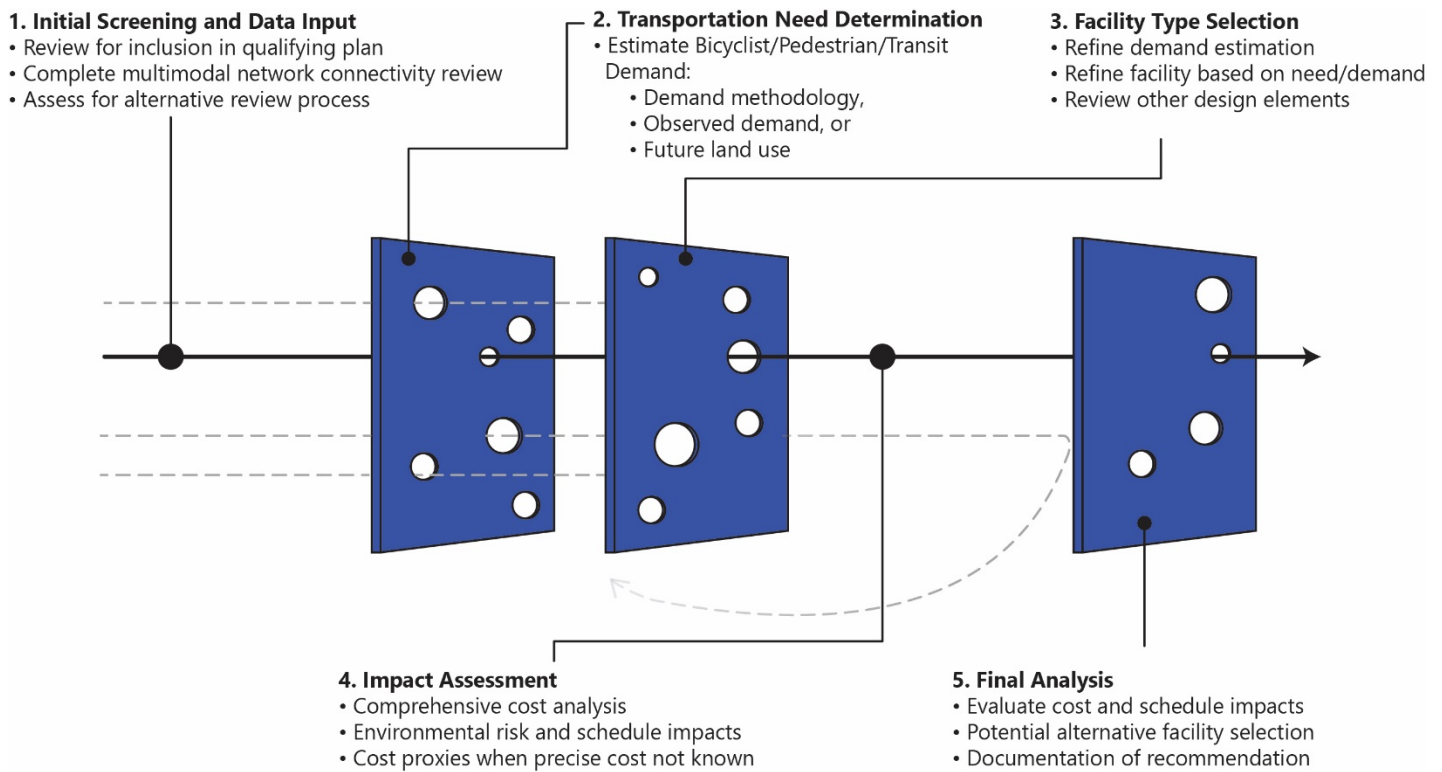 1. Initial Screening and Data Input
• Review for inclusion in qualifying plan
• Complete multimodal network connectivity review
• Assess for alternative review process
2. Transportation Need Determination
• Estimate Bicyclist/Pedestrian/Transit
Demand:
• Demand methodology,
• Observed demand, or
• Future land use
3. Facility Type Selection
• Refine demand estimation
• Refine facility based on need/demand
• Review other design elements
4. Impact Assessment
• Comprehensive cost analysis
• Environmental risk and schedule impacts
• Cost proxies when precise cost not known
5. Final Analysis
• Evaluate cost and schedule impacts
• Potential alternative facility selection
• Documentation of recommendation